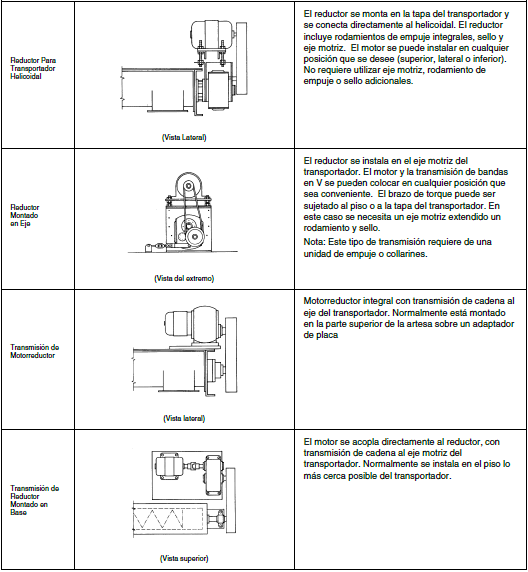 Reductor Para
Transportador
Helicoidal
(Vista Lateral)
El reductor se monta en la tapa del transportador y
se conecta directamente al helicoidal. El reductor
incluye rodamientos de empuje integrales, sello y
eje motriz.  El motor se puede instalar en cualquier
posición que se desee (superior, lateral o inferior).
No requiere utilizar eje motriz, rodamiento de
empuje o sello adicionales.
Reductor
Montado
en Eje
(Vista del extremo)
El reductor se instala en el eje motriz del
transportador. El motor y la transmisión de bandas
en V se pueden colocar en cualquier posición que
sea conveniente.  El brazo de torque puede ser
sujetado al piso o a la tapa del transportador. En
este caso se necesita un eje motriz extendido un
rodamiento y sello.
Nota: Este tipo de transmisión requiere de una
unidad de empuje o collarines.
Transmisión de
Motorreductor
(Vista lateral)
Motorreductor integral con transmisión de cadena al
eje del transportador. Normalmente está montado
en la parte superior de la artesa sobre un adaptador
de placa
Transmisión de
Reductor
Montado en
Base
(Vista superior)
El motor se acopla directamente al reductor, con
transmisión de cadena al eje motriz del
transportador. Normalmente se instala en el piso lo
más cerca posible del transportador.